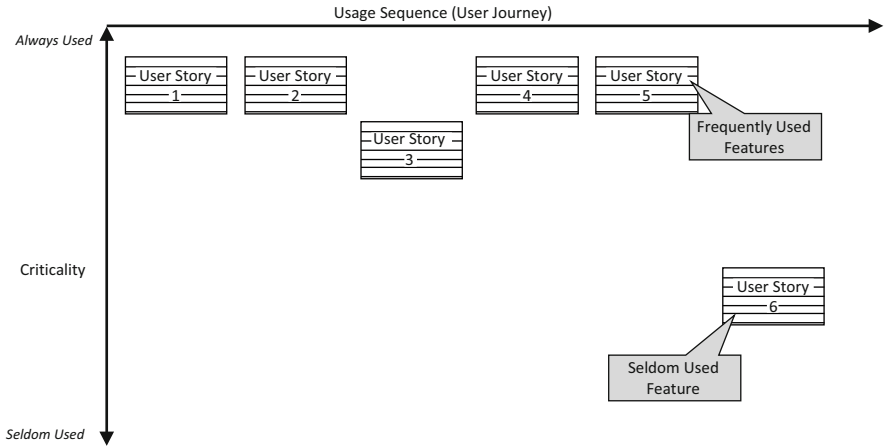 Usage Sequence (User Journey)
Always Used
User Story
1
User Story
2
User Story
4
User Story
5
Frequently Used
Features
User Story
3
Criticality
User Story
6
Seldom Used
Feature
Seldom Used